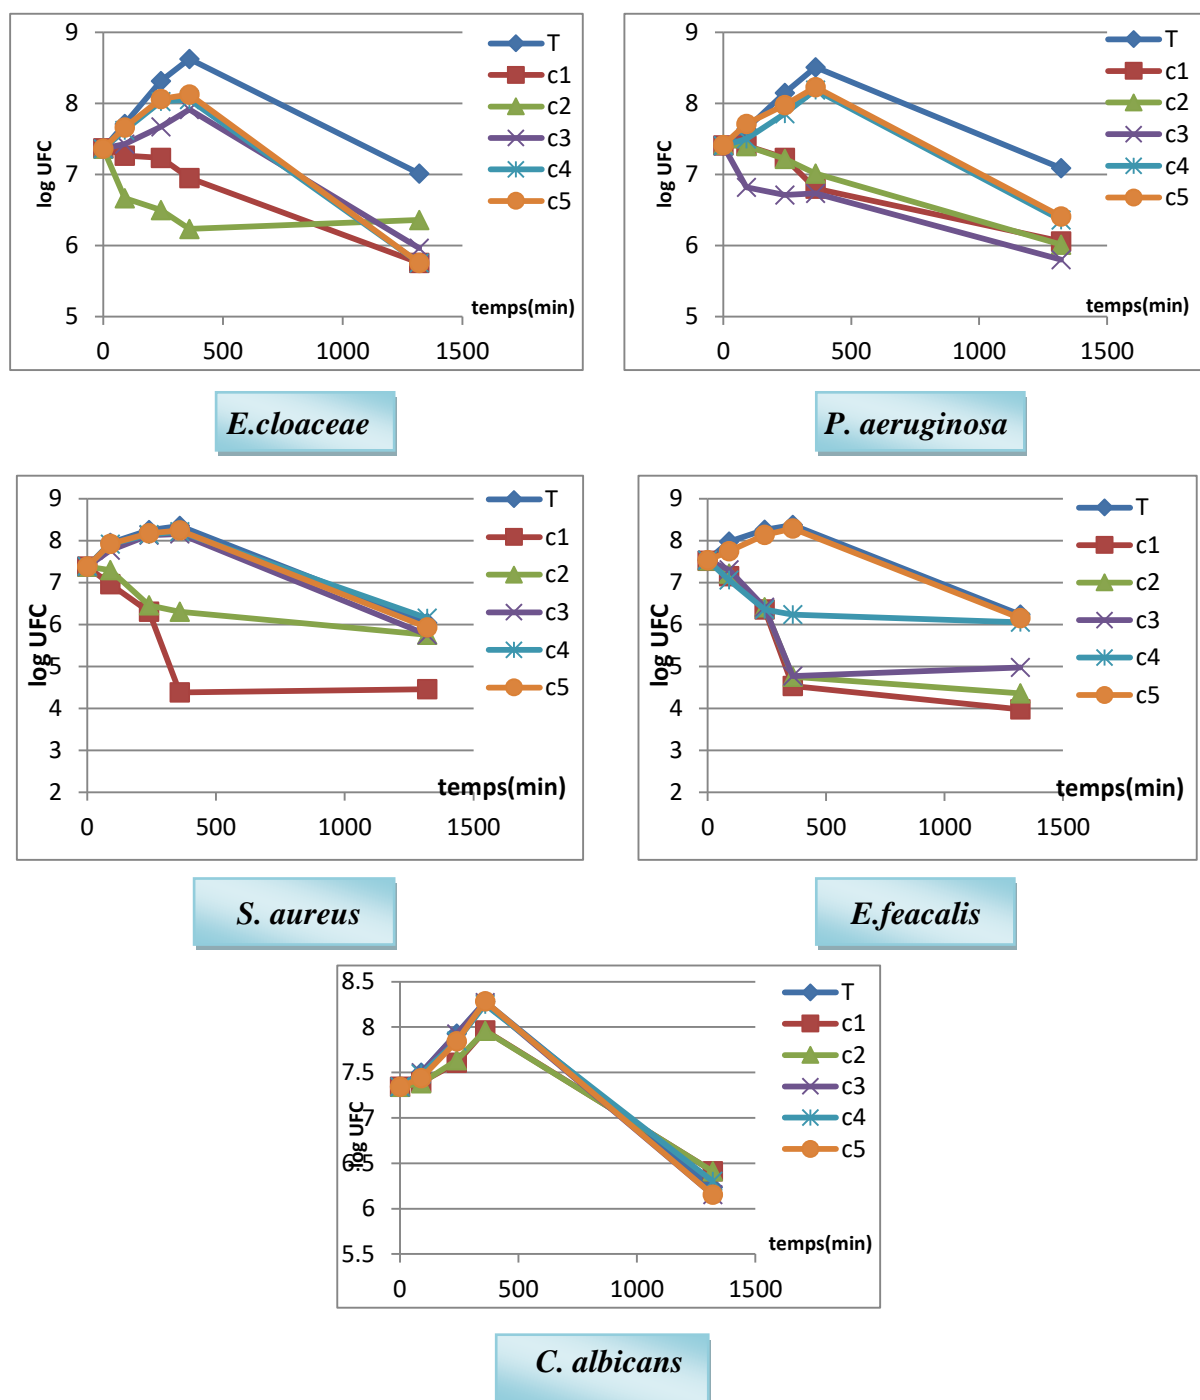 9
8
7
6
5
log UFC
0
500
1000
1500
temps(min)
T
c1
c2
c3
c4
c5
E.cloaceae
9
8
7
6
5
log UFC
0
500
1000
1500
temps(min)
T
c1
c2
c3
c4
c5
P. aeruginosa
9
8
7
6
5
4
3
2
log UFC
0
500
1000
1500
temps(min)
T
c1
c2
c3
c4
c5
S. aureus
9
8
7
6
5
4
3
2
log UFC
0
500
1000
1500
temps(min)
T
c1
c2
c3
c4
c5
E.feacalis
8.5
8
7.5
7
6.5
6
5.5
log UFC
0
500
1000
1500
temps(min)
T
c1
c2
c3
c4
c5
C. albicans